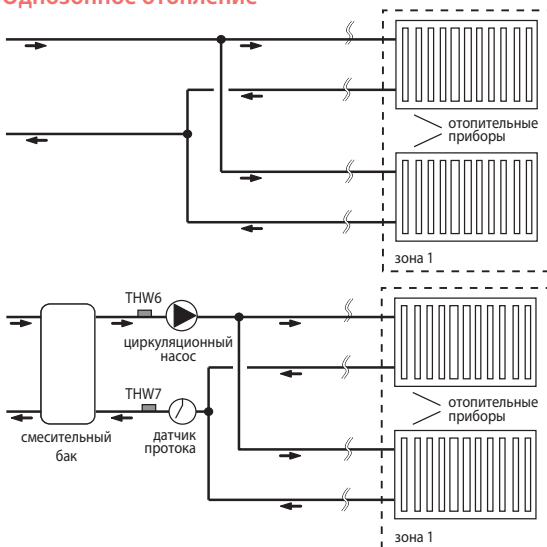 Однозонное отопление
отопительные
приборы
зона 1
THW6
циркуляционный
насос
THW7
смесительный
бак
датчик
протока
отопительные
приборы
зона 1